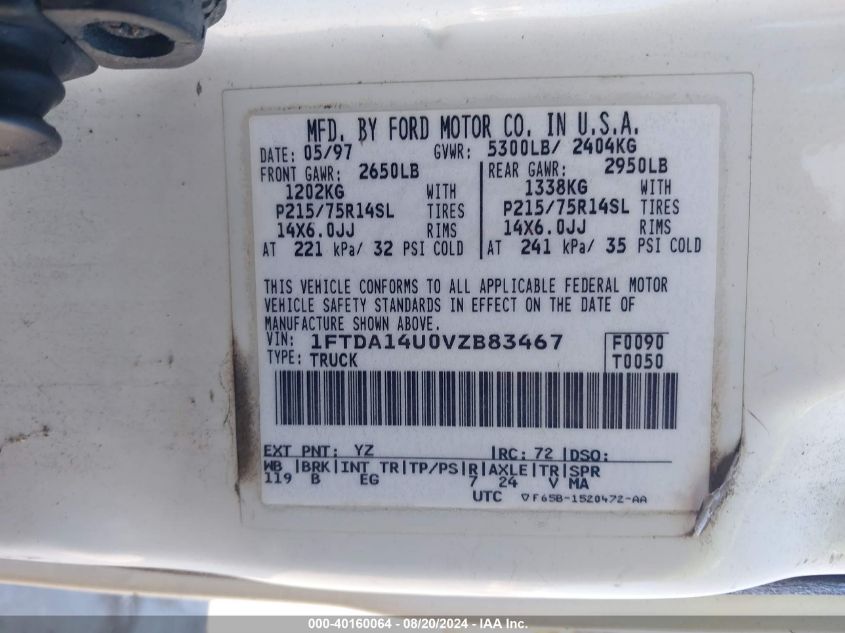 MFD. BY FORD MOTOR CO. IN U.S.A.
DATE: 05/97 GVWR: 5300LB/ 2404KG
FRONT GAWR: 2650LB REAR GAWR: 2950LB
1202KG WITH 1338KG WITH
P215/75R14SL TIRES P215/75R14SL TIRES
14X6.0JJ RIMS 14X6.0JJ RIMS
AT 221 kPa/ 32 PSI COLD AT 241 kPa/ 35 PSI COLD
THIS VEHICLE CONFORMS TO ALL APPLICABLE FEDERAL MOTOR
VEHICLE SAFETY STANDARDS IN EFFECT ON THE DATE OF
MANUFACTURE SHOWN ABOVE.
VIN: 1FTDA14U0VZB83467 F0090
TYPE: TRUCK T0050
EXT PNT: YZ RC: 72 DSO:
WB BRK INT TR TP/PS R AXLE TR SPR
119 B EG 7 24 V MA
UTC ▽F65B-1520472-AA
000-40160064 - 08/20/2024 - IAA Inc.